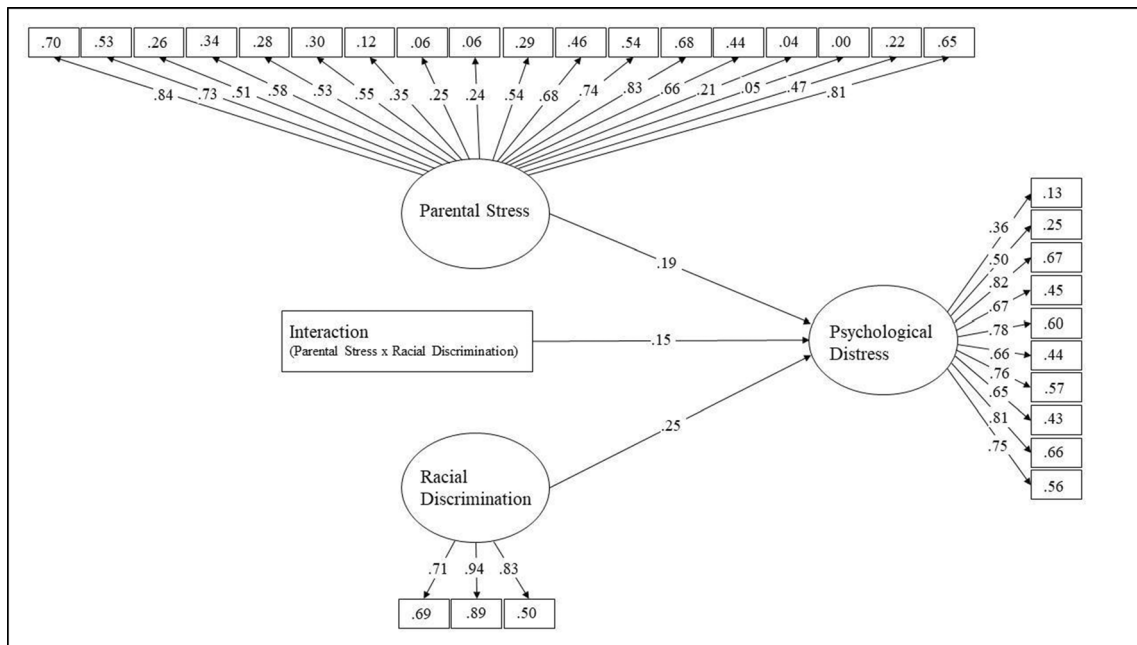 .70 .53 .26 .34 .28 .30 .12 .06 .06 .29 .46 .54 .68 .44 .04 .00 .22 .65
.84 .73 .51 .58 .53 .55 .35 .25 .24 .54 .68 .74 .83 .66 .21 .05 .47 .81
Parental Stress
.19
Interaction
(Parental Stress x Racial Discrimination)
.15
Racial
Discrimination
.25
.71 .94 .83
.69 .89 .50
Psychological
Distress
.36
.50
.82
.67
.78
.66
.76
.65
.81
.75
.13
.25
.67
.45
.60
.44
.57
.43
.66
.56